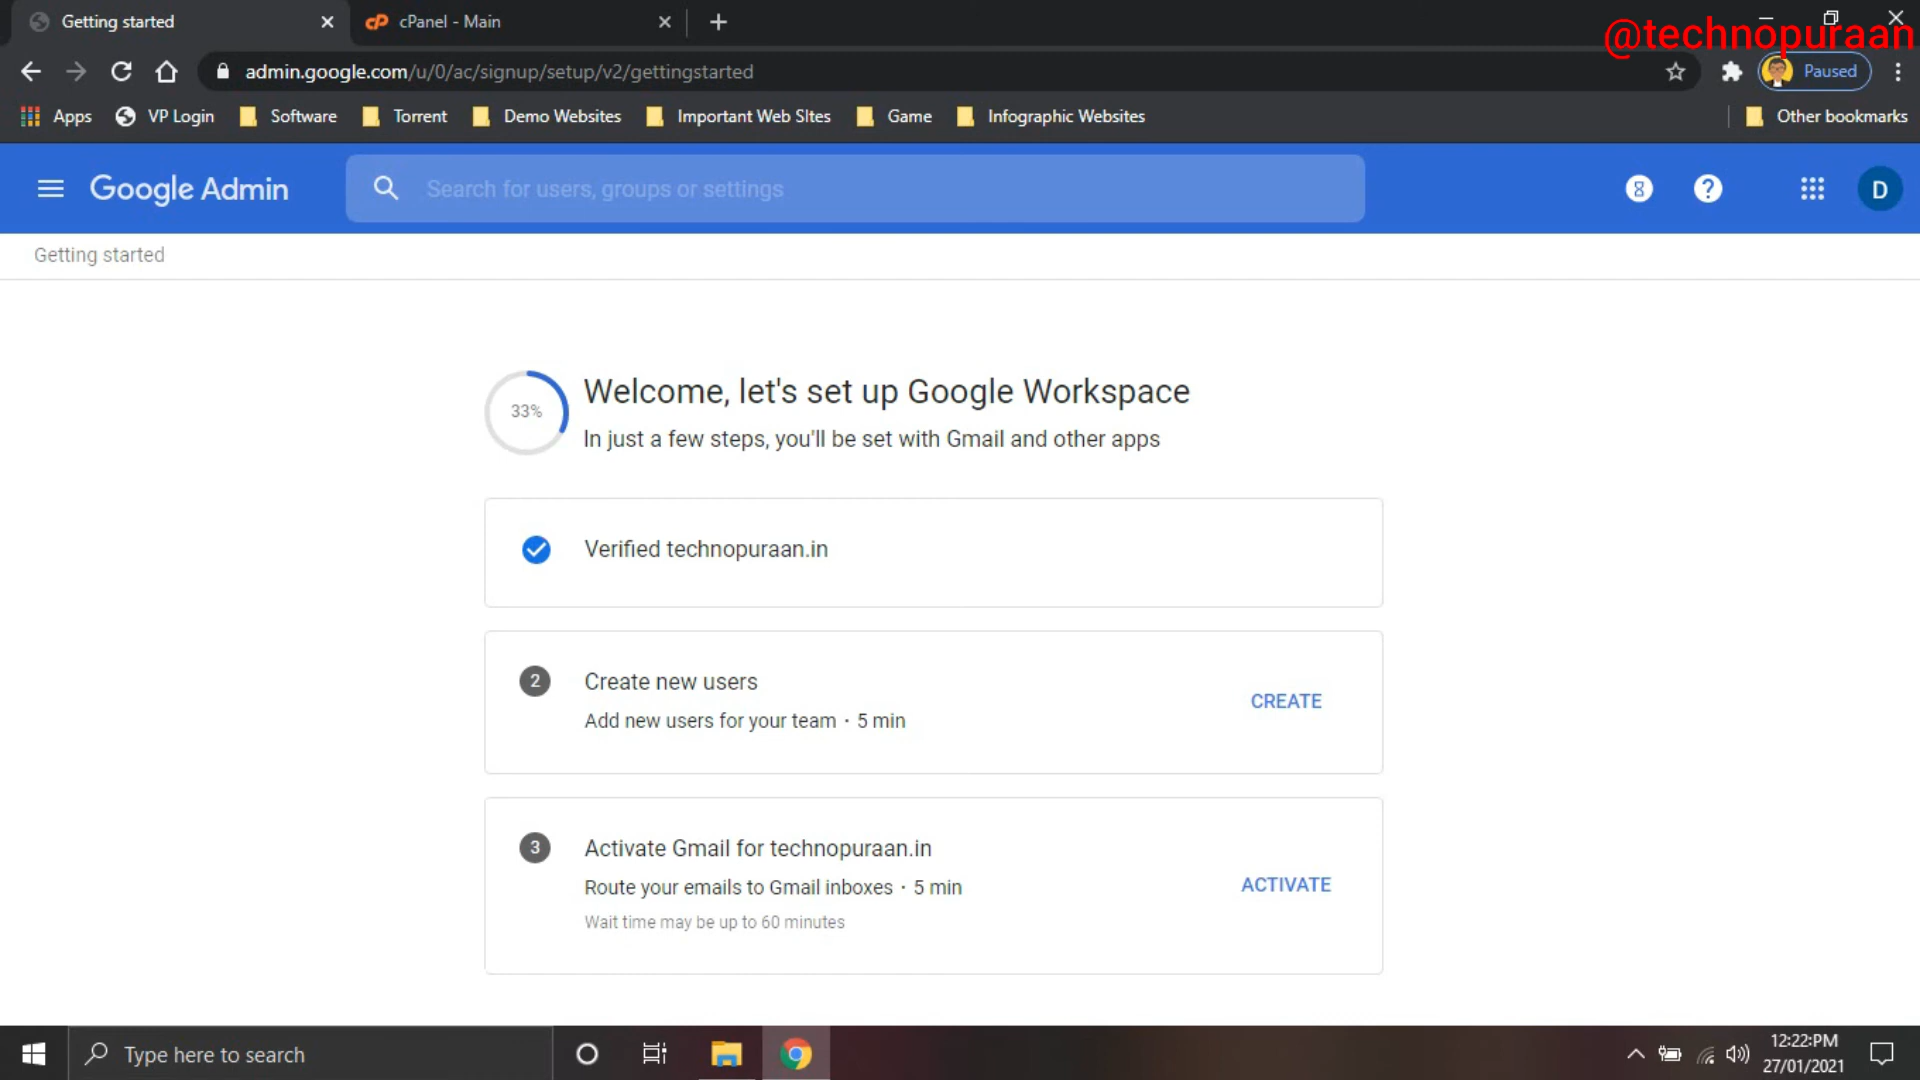 Getting started
cPanel - Main
@technopuraan
admin.google.com/u/0/ac/signup/setup/v2/gettingstarted
Paused
Apps
VP Login
Software
Torrent
Demo Websites
Important Web SItes
Game
Infographic Websites
Other bookmarks
Google Admin
Search for users, groups or settings
D
Getting started
33%
Welcome, let's set up Google Workspace
In just a few steps, you'll be set with Gmail and other apps
Verified technopuraan.in
2
Create new users
Add new users for your team · 5 min
CREATE
3
Activate Gmail for technopuraan.in
Route your emails to Gmail inboxes · 5 min
Wait time may be up to 60 minutes
ACTIVATE
Type here to search
12:22:PM
27/01/2021